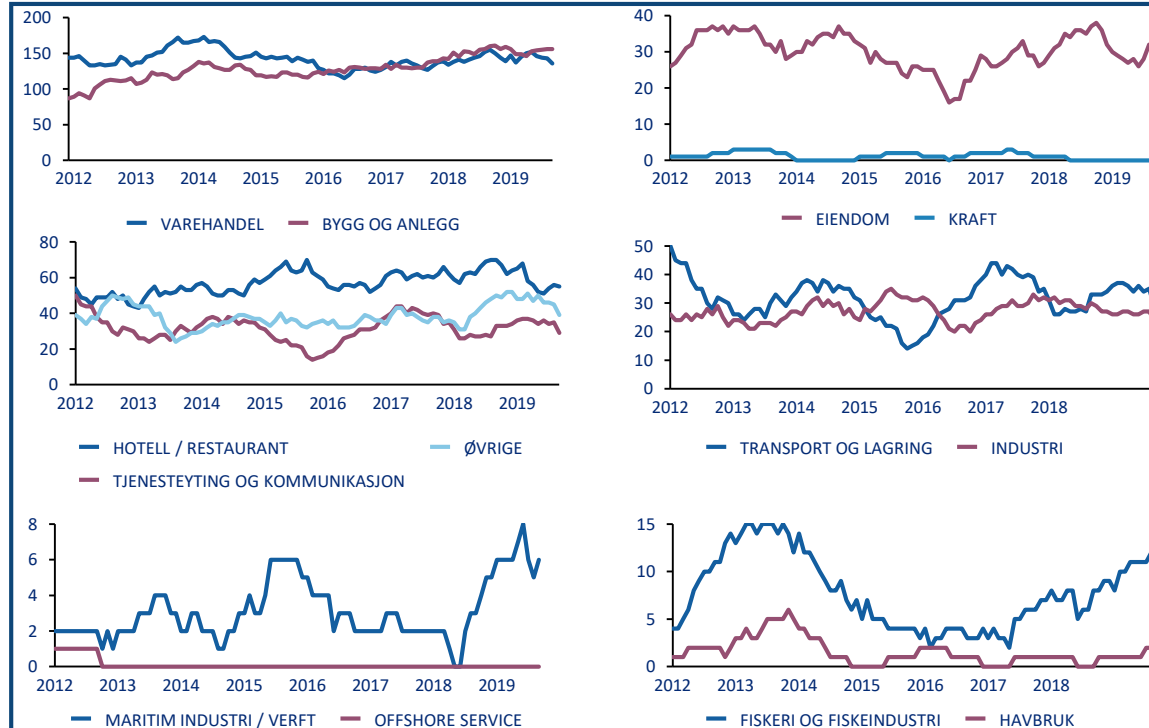 200
150
100
50
0
2012 2013 2014 2015 2016 2017 2018 2019
VAREHANDEL BYGG OG ANLEGG
40
30
20
10
0
2012 2013 2014 2015 2016 2017 2018 2019
EIENDOM KRAFT
80
60
40
20
0
2012 2013 2014 2015 2016 2017 2018 2019
HOTELL / RESTAURANT ØVRIGE
TJENESTEYTING OG KOMMUNIKASJON
50
40
30
20
10
0
2012 2013 2014 2015 2016 2017 2018
TRANSPORT OG LAGRING INDUSTRI
8
6
4
2
0
2012 2013 2014 2015 2016 2017 2018 2019
MARITIM INDUSTRI / VERFT OFFSHORE SERVICE
15
10
5
0
2012 2013 2014 2015 2016 2017 2018
FISKERI OG FISKEINDUSTRI HAVBRUK